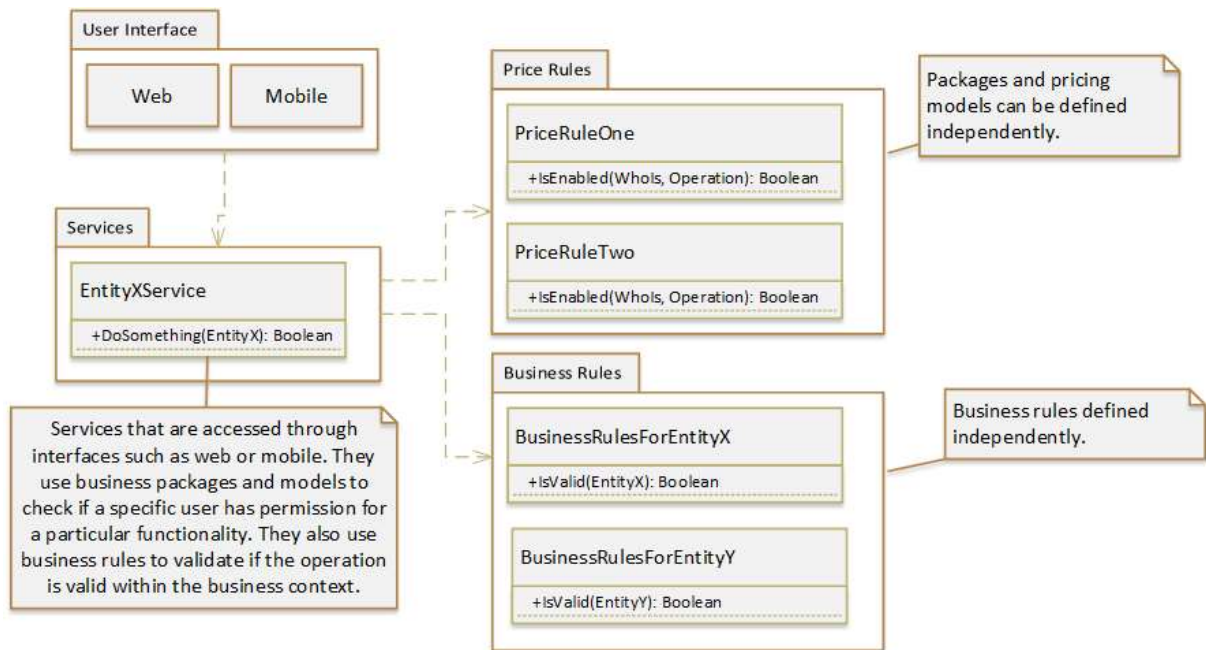 User Interface
Web
Mobile
Services
EntityXService
+DoSomething(EntityX): Boolean
Services that are accessed through
interfaces such as web or mobile. They
use business packages and models to
check if a specific user has permission for
a particular functionality. They also use
business rules to validate if the operation
is valid within the business context.
Price Rules
PriceRuleOne
+IsEnabled(WhoIs, Operation): Boolean
PriceRuleTwo
+IsEnabled(WhoIs, Operation): Boolean
Packages and pricing
models can be defined
independently.
Business Rules
BusinessRulesForEntityX
+IsValid(EntityX): Boolean
BusinessRulesForEntityY
+IsValid(EntityY): Boolean
Business rules defined
independently.